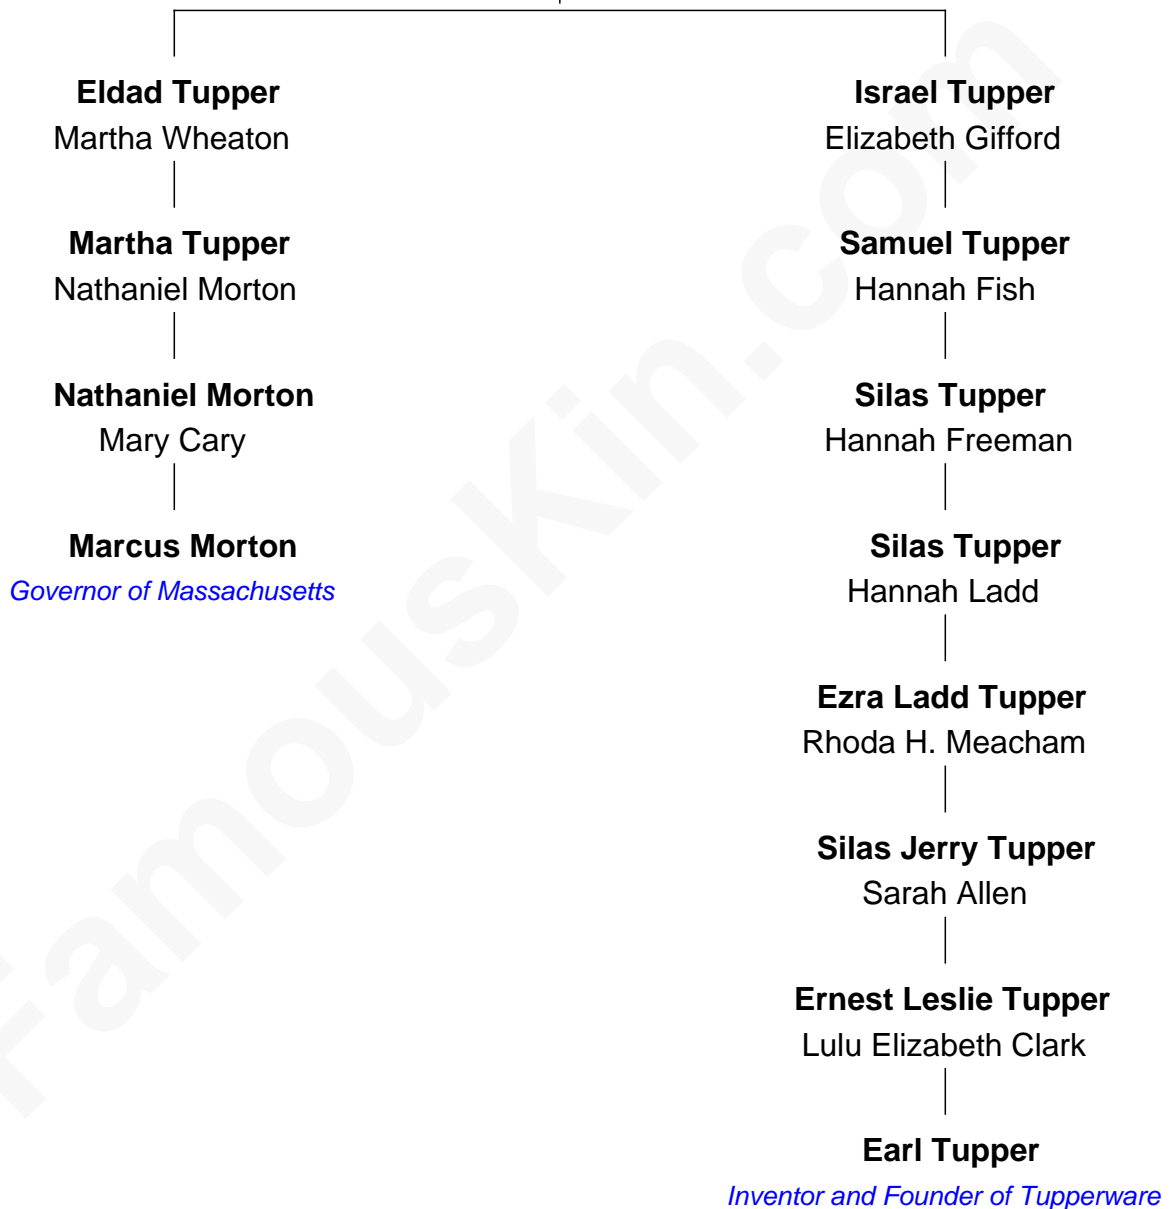 Eldad Tupper
Martha Wheaton
Martha Tupper
Nathaniel Morton
Nathaniel Morton
Mary Cary
Marcus Morton
Governor of Massachusetts
Israel Tupper
Elizabeth Gifford
Samuel Tupper
Hannah Fish
Silas Tupper
Hannah Freeman
Silas Tupper
Hannah Ladd
Ezra Ladd Tupper
Rhoda H. Meacham
Silas Jerry Tupper
Sarah Allen
Ernest Leslie Tupper
Lulu Elizabeth Clark
Earl Tupper
Inventor and Founder of Tupperware
FamousKin.com